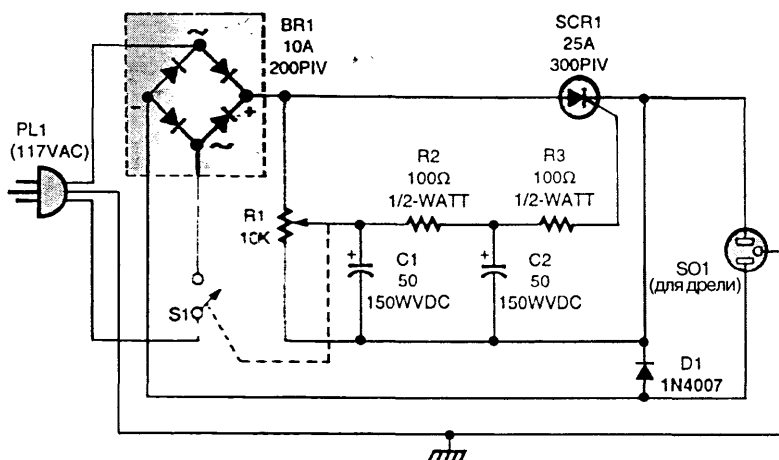 BR1
10A
200PIV
SCR1
25A
300PIV
PL1
(117VAC)
R2
100Ω
1/2-WATT
R3
100Ω
1/2-WATT
R1
10K
C1
50
150WVDC
C2
50
150WVDC
SO1
(для дрели)
S1
D1
1N4007